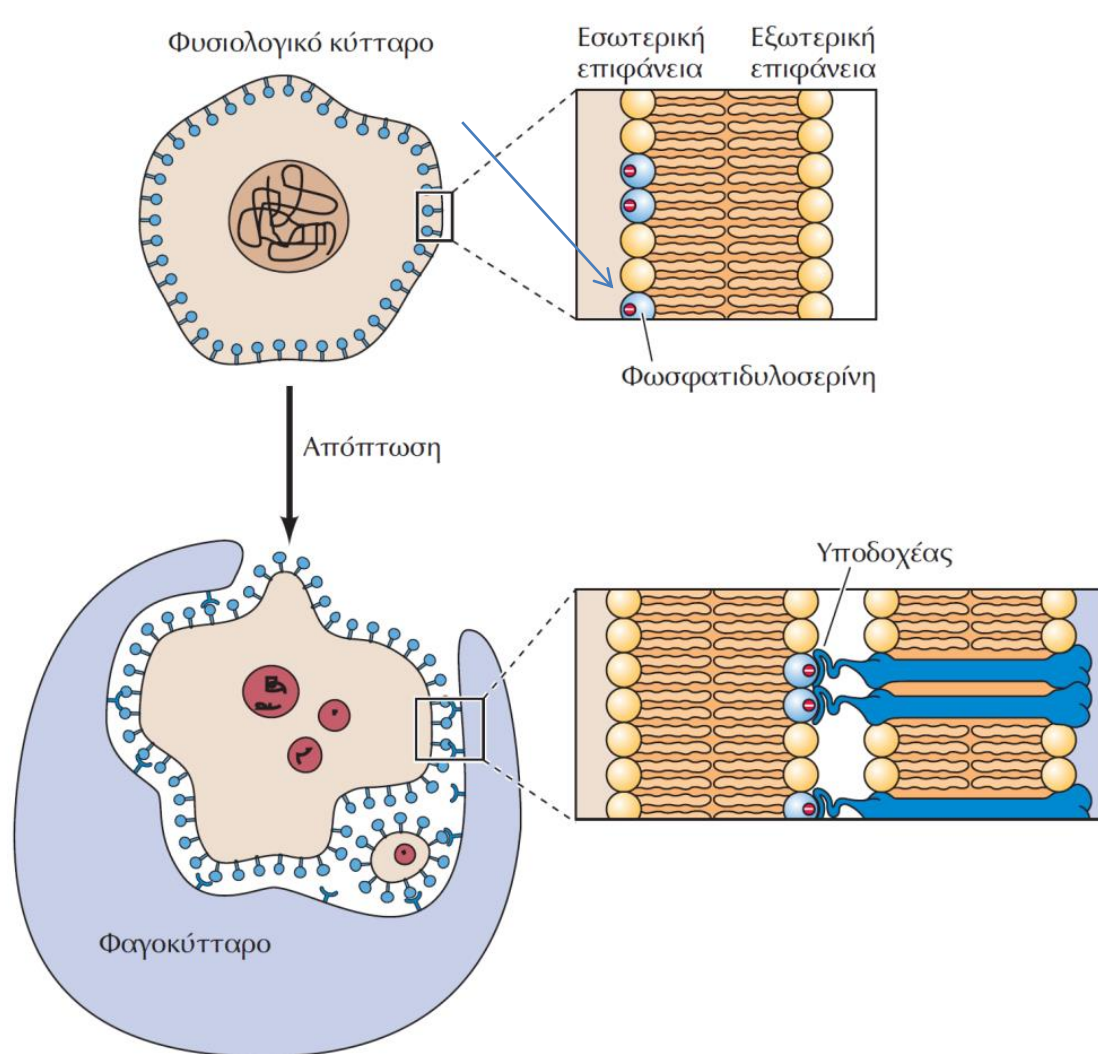 Φυσιολογικό κύτταρο
Εσωτερική
επιφάνεια
Εξωτερική
επιφάνεια
Φωσφατιδυλοσερίνη
Απόπτωση
Υποδοχέας
Φαγοκύτταρο